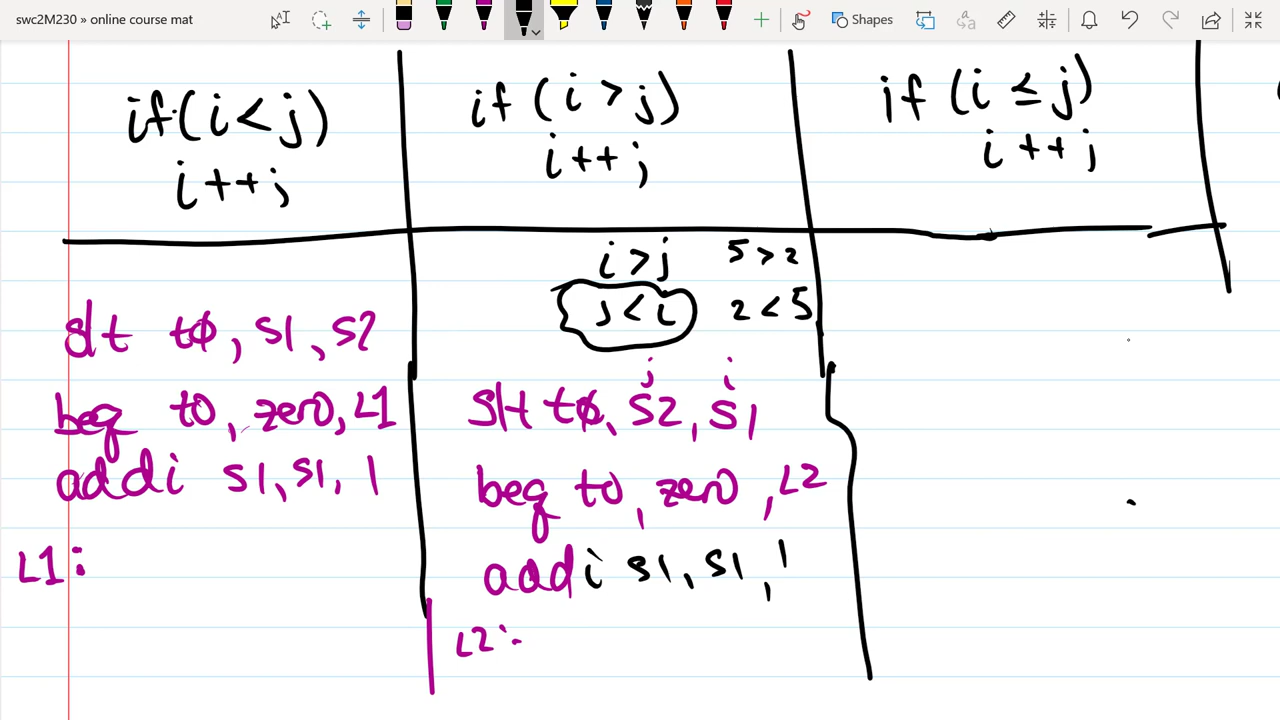 swc2M230 » online course mat
Shapes
if(i < j)
i++;
if (i > j)
i++;
if (i ≤ j)
i++;
slt t0, s1, s2
beq t0, zero, L1
addi s1, s1, 1
L1:
i > j 5 > 2
j < i 2 < 5
j i
slt t0, s2, s1
beq t0, zero, L2
addi s1, s1, 1
L2: